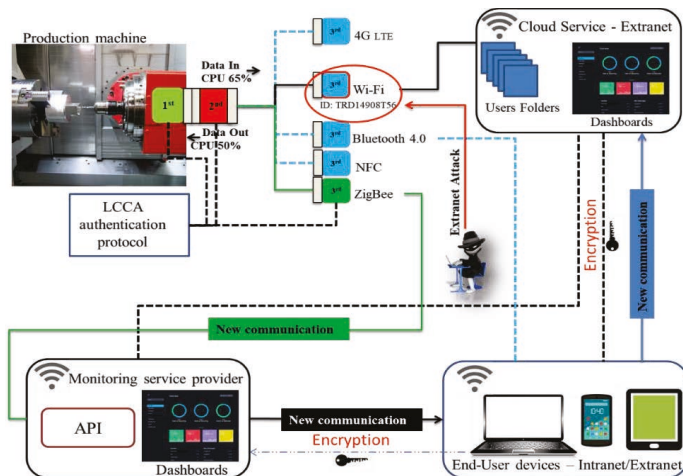 Production machine
Data In
CPU 65%
1st
2nd
Data Out
CPU 50%
LCCA
authentication
protocol
3rd
4G LTE
3rd
Wi-Fi
ID: TRD14908T56
Bluetooth 4.0
3rd
NFC
3rd
ZigBee
Extranet Attack
Cloud Service - Extranet
Users Folders
Dashboards
Encryption
New communication
New communication
Monitoring service provider
API
Dashboards
New communication
Encryption
End-User devices
Intranet/Extranet